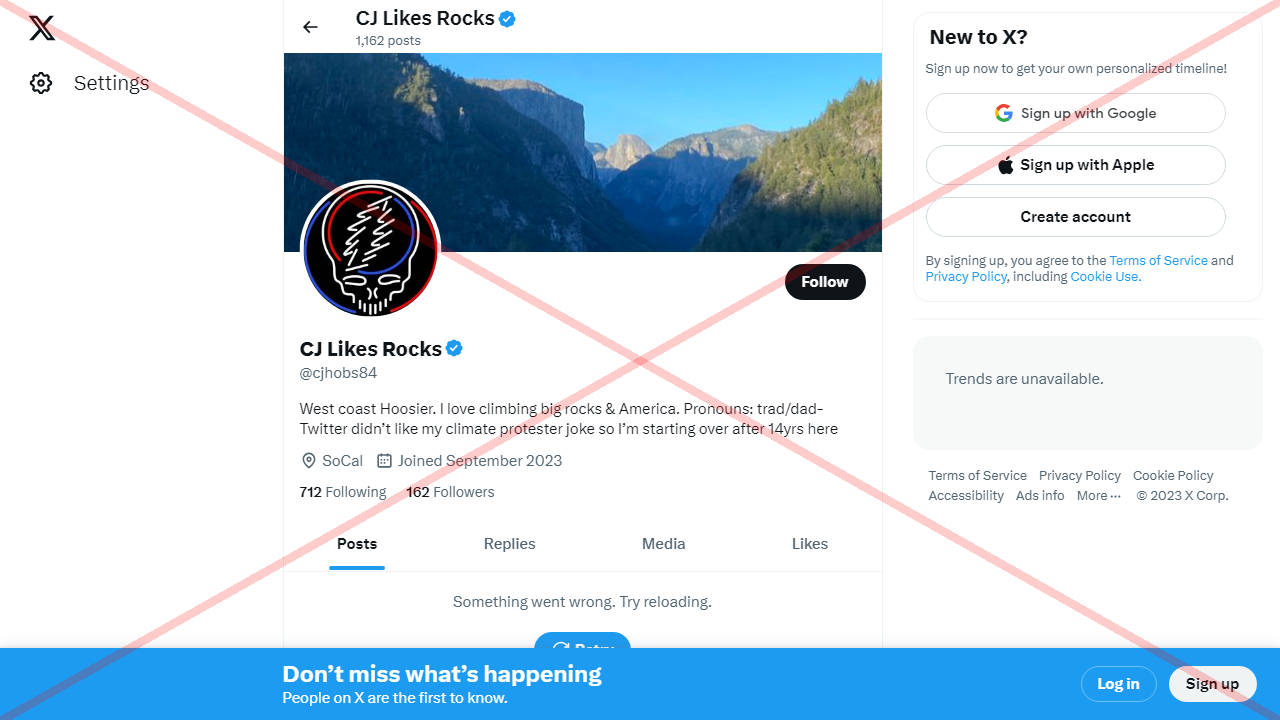 CJ Likes Rocks
1,162 posts
Settings
Follow
CJ Likes Rocks
@cjhobs84
West coast Hoosier. I love climbing big rocks & America. Pronouns: trad/dad-
Twitter didn’t like my climate protester joke so I’m starting over after 14yrs here
SoCal Joined September 2023
712 Following 162 Followers
Posts Replies Media Likes
Something went wrong. Try reloading.
Retry
New to X?
Sign up now to get your own personalized timeline!
Sign up with Google
Sign up with Apple
Create account
By signing up, you agree to the Terms of Service and
Privacy Policy, including Cookie Use.
Trends are unavailable.
Terms of Service Privacy Policy Cookie Policy
Accessibility Ads info More ··· © 2023 X Corp.
Don’t miss what’s happening
People on X are the first to know.
Log in Sign up